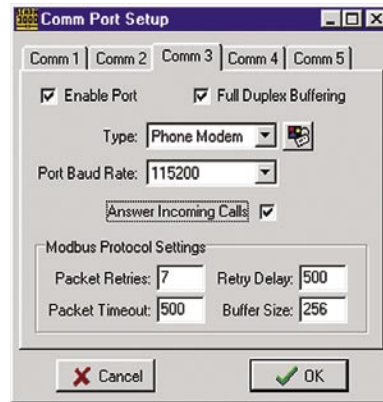 Comm Port Setup
Comm 1 Comm 2 Comm 3 Comm 4 Comm 5
Enable Port Full Duplex Buffering
Type: Phone Modem
Port Baud Rate: 115200
Answer Incoming Calls
Modbus Protocol Settings
Packet Retries: 7 Retry Delay: 500
Packet Timeout: 500 Buffer Size: 256
Cancel OK